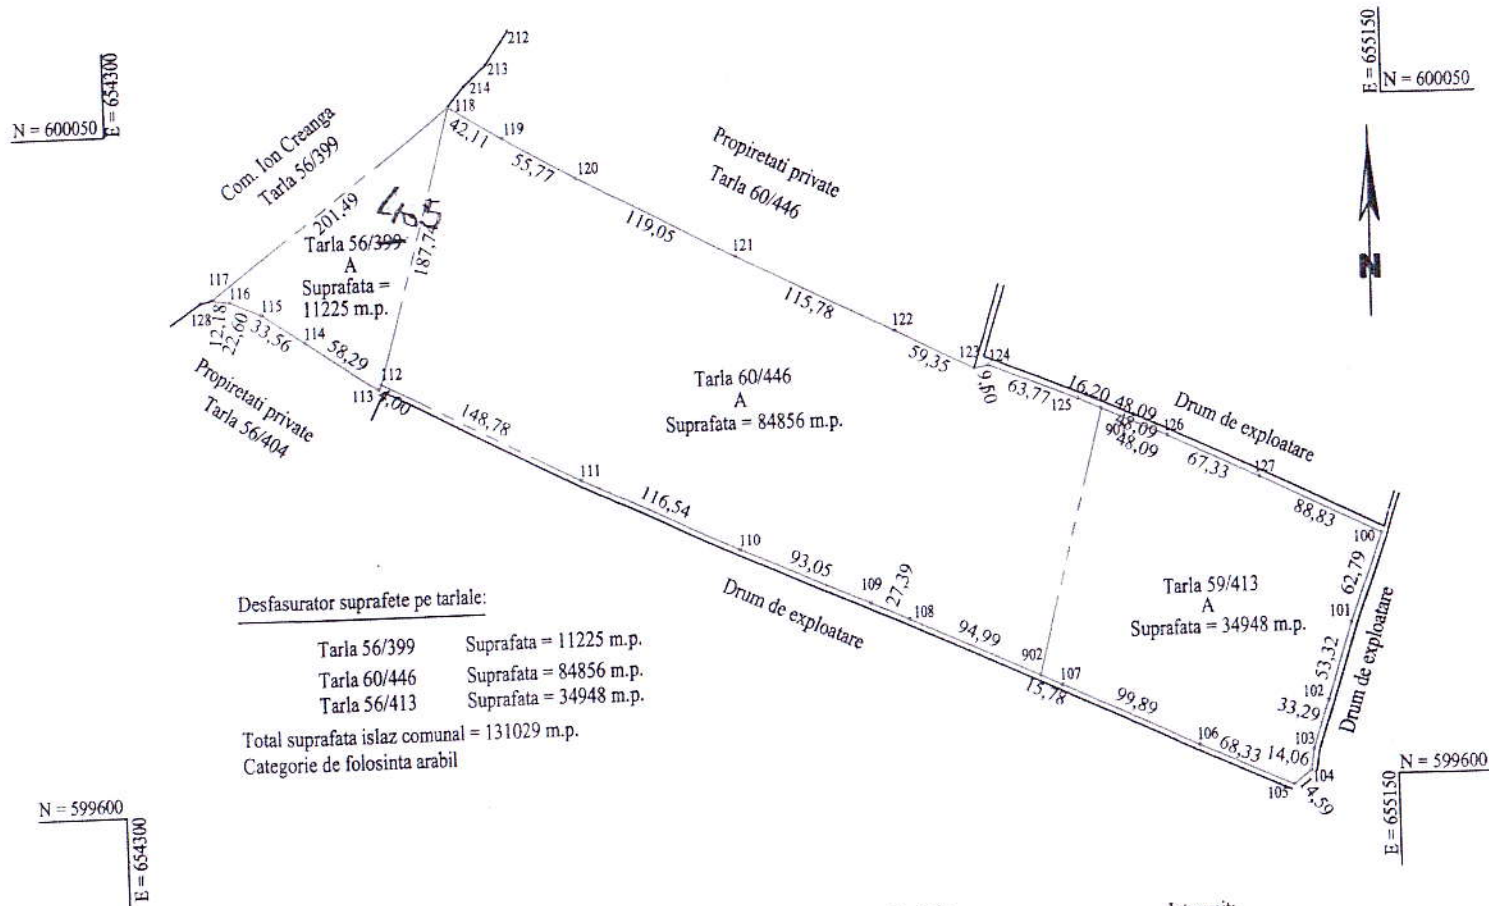 212
213
214
118
N = 600050
E = 654300
E = 655150
N = 600050
Com. Ion Creanga
Tarla 56/399
42,11
119
55,77
120
Propiretati private
Tarla 60/446
201,49
405
Tarla 56/399
A
Suprafata =
11225 m.p.
187,74
119,05
121
115,78
N
117
116
115
128
12,18
22,60
33,56
114
58,29
112
113
4,00
122
59,35
123
124
9,50
Propiretati private
Tarla 56/404
148,78
Tarla 60/446
A
Suprafata = 84856 m.p.
63,77
125
16,20
48,09
48,09
901
48,09
126
Drum de exploatare
67,33
127
88,83
100
111
116,54
110
93,05
109
27,39
108
94,99
902
107
15,78
Drum de exploatare
Tarla 59/413
A
Suprafata = 34948 m.p.
62,79
101
53,32
102
33,29
103
14,06
104
Drum de exploatare
99,89
106
68,33
105
14,59
Desfasurator suprafete pe tarlale:
Tarla 56/399 Suprafata = 11225 m.p.
Tarla 60/446 Suprafata = 84856 m.p.
Tarla 56/413 Suprafata = 34948 m.p.
Total suprafata islaz comunal = 131029 m.p.
Categorie de folosinta arabil
N = 599600
E = 654300
N = 599600
E = 655150